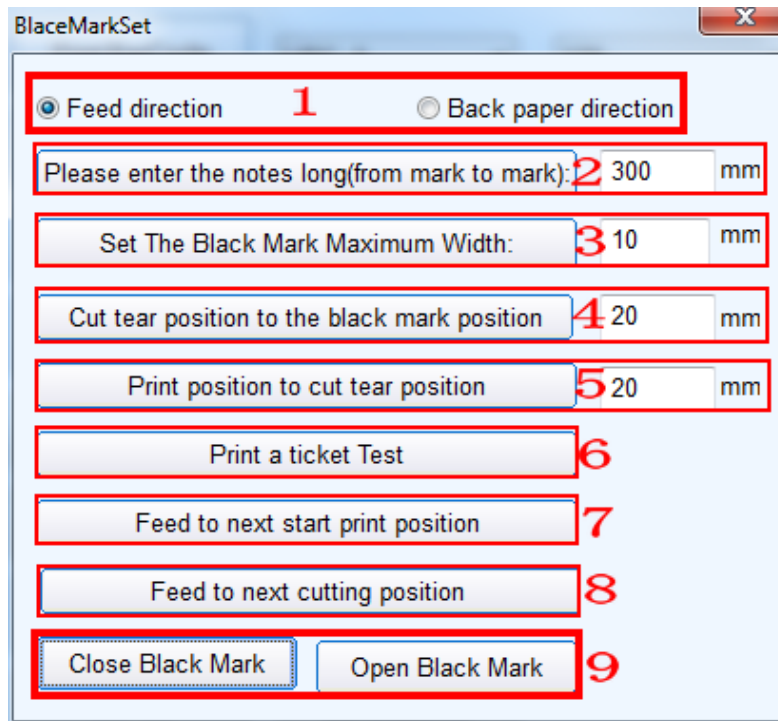 BlaceMarkSet
x
Feed direction 1 Back paper direction
Please enter the notes long(from mark to mark): 2 300 mm
Set The Black Mark Maximum Width: 3 10 mm
Cut tear position to the black mark position 4 20 mm
Print position to cut tear position 5 20 mm
Print a ticket Test 6
Feed to next start print position 7
Feed to next cutting position 8
Close Black Mark Open Black Mark 9